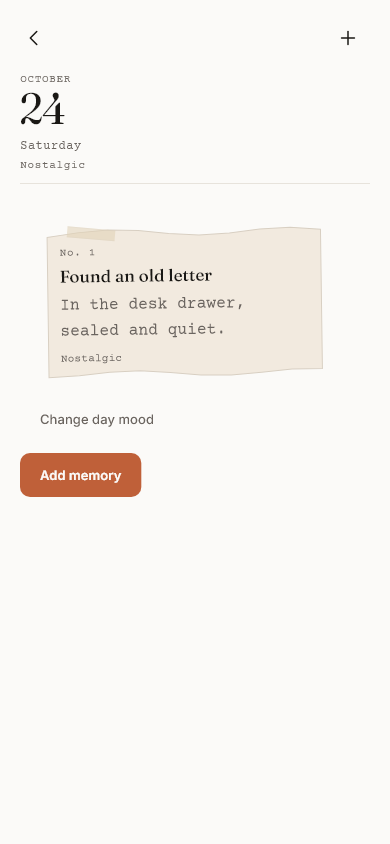 OCTOBER
24
Saturday
Nostalgic
No. 1
Found an old letter
In the desk drawer,
sealed and quiet.
Nostalgic
Change day mood
Add memory